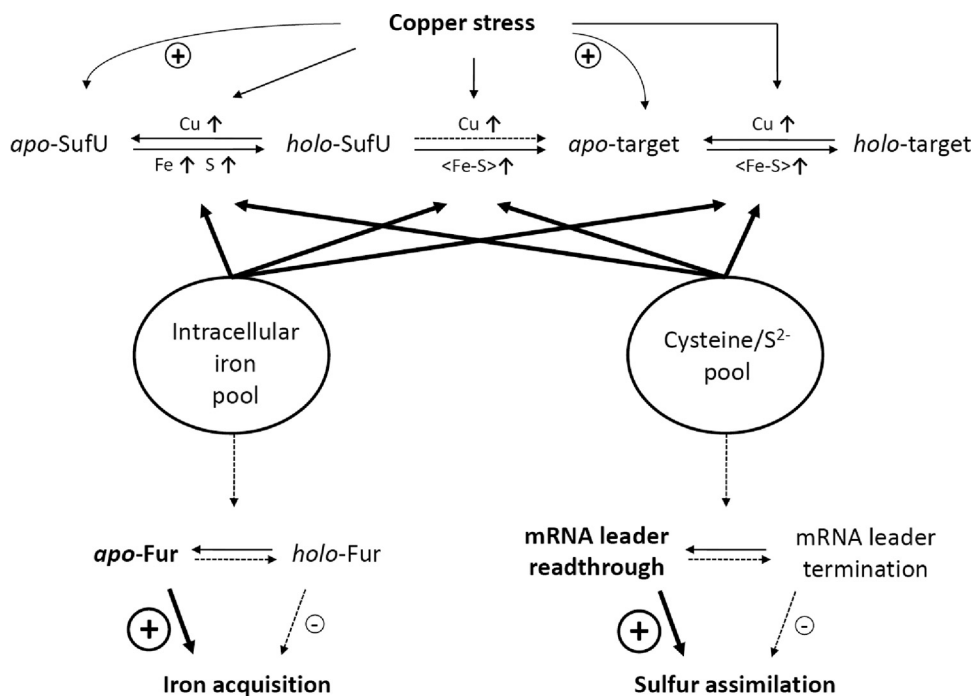 Copper stress
+ +
Cu ↑ Cu ↑ Cu ↑
apo-SufU holo-SufU apo-target holo-target
Fe ↑ S ↑ <Fe-S>↑ <Fe-S>↑
Intracellular
iron
pool
Cysteine/S²⁻
pool
apo-Fur holo-Fur
mRNA leader
readthrough
mRNA leader
termination
+ - + -
Iron acquisition Sulfur assimilation